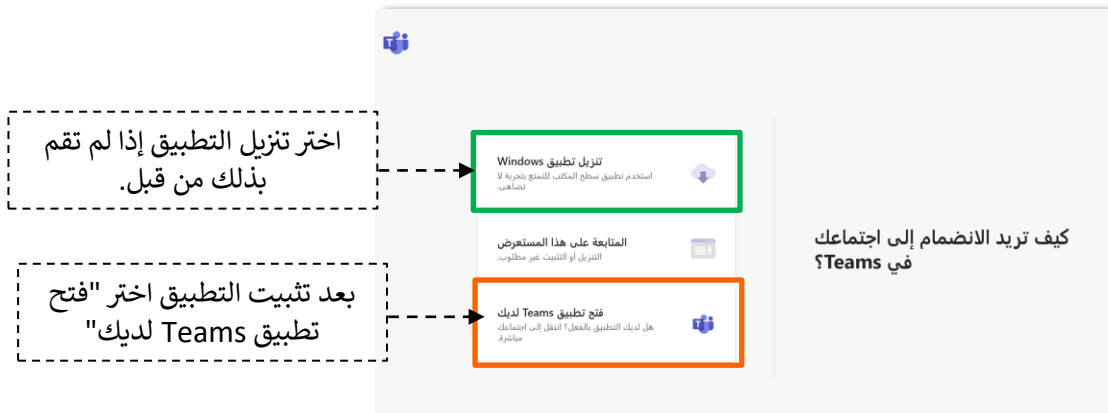 كيف تريد الانضمام إلى اجتماعك
في Teams؟
تنزيل تطبيق Windows
استخدم تطبيق سطح المكتب للتمتع بتجربة لا
تضاهى.
المتابعة على هذا المستعرض
التنزيل أو التثبيت غير مطلوب.
فتح تطبيق Teams لديك
هل لديك التطبيق بالفعل؟ انتقل إلى اجتماعك
مباشرة.
اختر تنزيل التطبيق إذا لم تقم
بذلك من قبل.
بعد تثبيت التطبيق اختر "فتح
تطبيق Teams لديك"